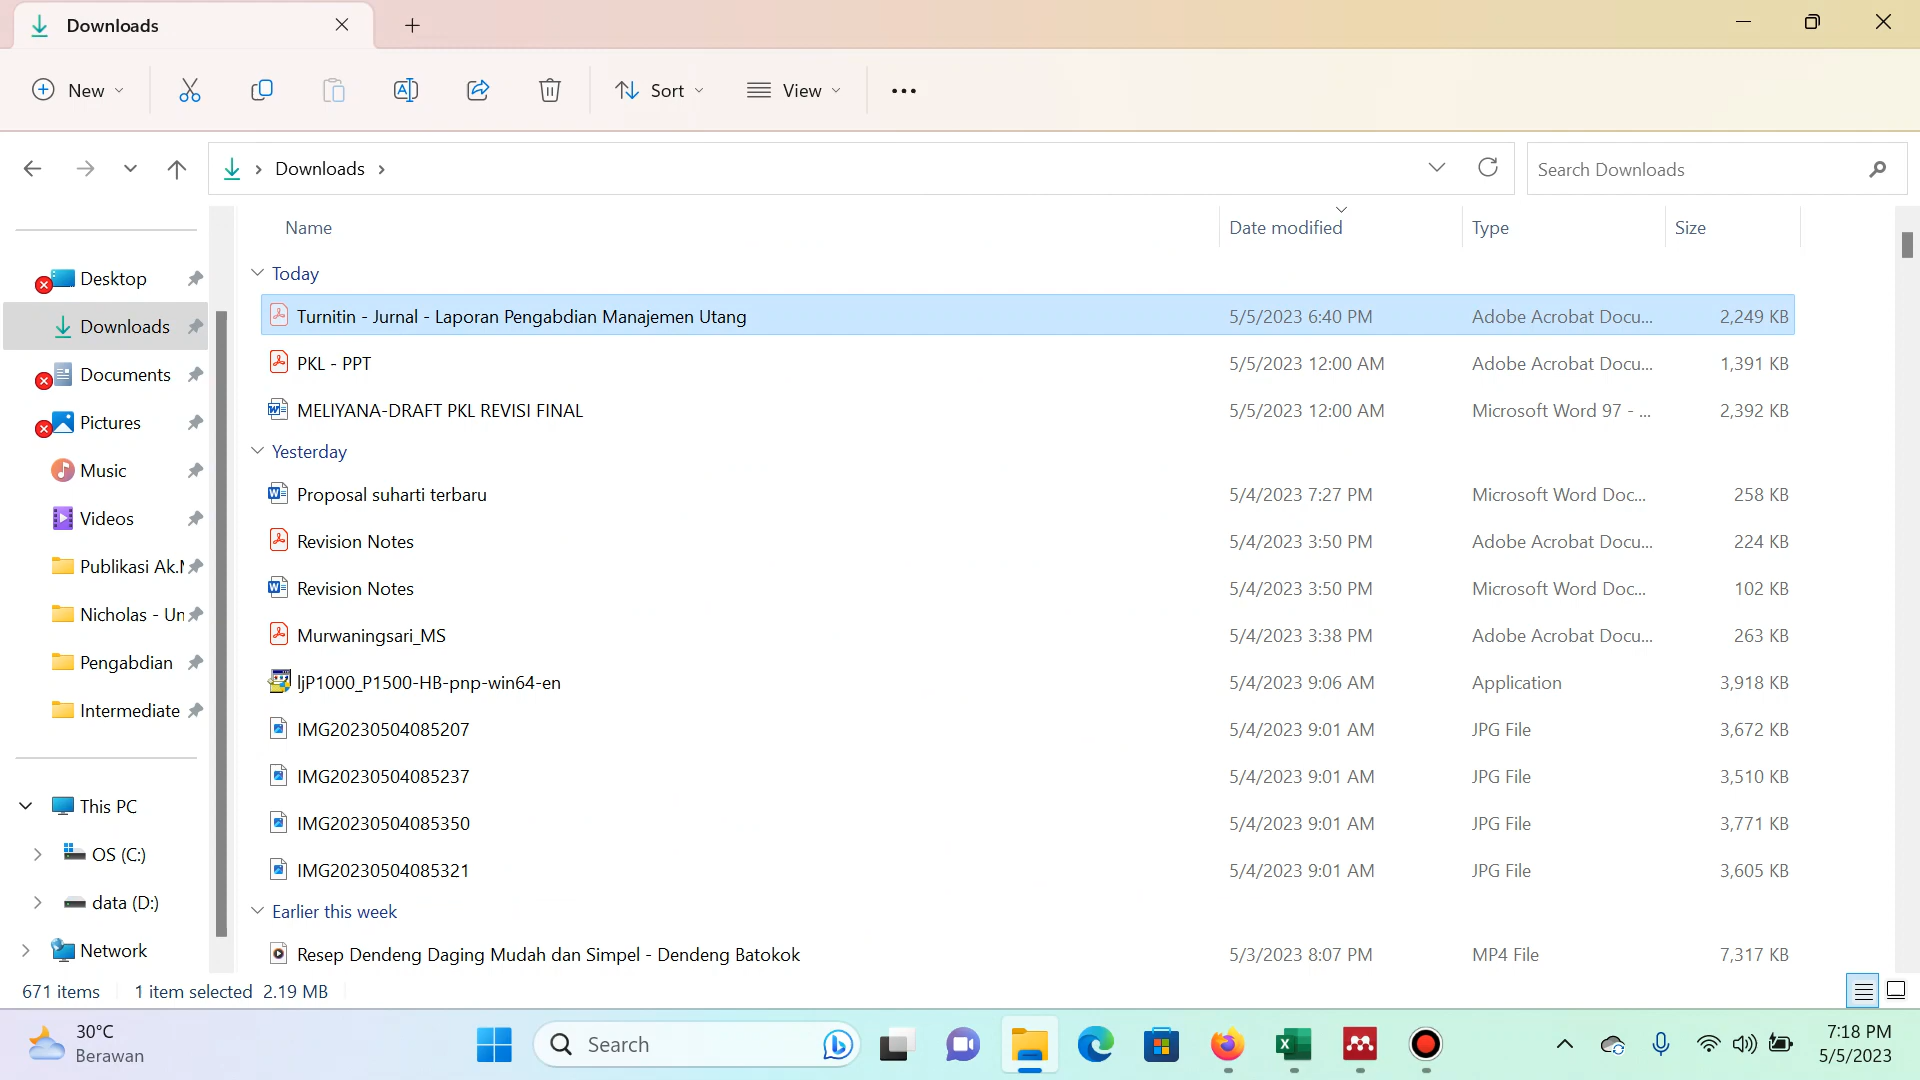 Downloads
New
Sort
View
Downloads
Search Downloads
Name
Date modified
Type
Size
Desktop
Downloads
Documents
Pictures
Music
Videos
Publikasi Ak.
Nicholas - Un
Pengabdian
Intermediate
This PC
OS (C:)
data (D:)
Network
Today
Turnitin - Jurnal - Laporan Pengabdian Manajemen Utang 5/5/2023 6:40 PM Adobe Acrobat Docu... 2,249 KB
PKL - PPT 5/5/2023 12:00 AM Adobe Acrobat Docu... 1,391 KB
MELIYANA-DRAFT PKL REVISI FINAL 5/5/2023 12:00 AM Microsoft Word 97 - ... 2,392 KB
Yesterday
Proposal suharti terbaru 5/4/2023 7:27 PM Microsoft Word Doc... 258 KB
Revision Notes 5/4/2023 3:50 PM Adobe Acrobat Docu... 224 KB
Revision Notes 5/4/2023 3:50 PM Microsoft Word Doc... 102 KB
Murwaningsari_MS 5/4/2023 3:38 PM Adobe Acrobat Docu... 263 KB
ljP1000_P1500-HB-pnp-win64-en 5/4/2023 9:06 AM Application 3,918 KB
IMG20230504085207 5/4/2023 9:01 AM JPG File 3,672 KB
IMG20230504085237 5/4/2023 9:01 AM JPG File 3,510 KB
IMG20230504085350 5/4/2023 9:01 AM JPG File 3,771 KB
IMG20230504085321 5/4/2023 9:01 AM JPG File 3,605 KB
Earlier this week
Resep Dendeng Daging Mudah dan Simpel - Dendeng Batokok 5/3/2023 8:07 PM MP4 File 7,317 KB
671 items 1 item selected 2.19 MB
30°C
Berawan
Search
7:18 PM
5/5/2023